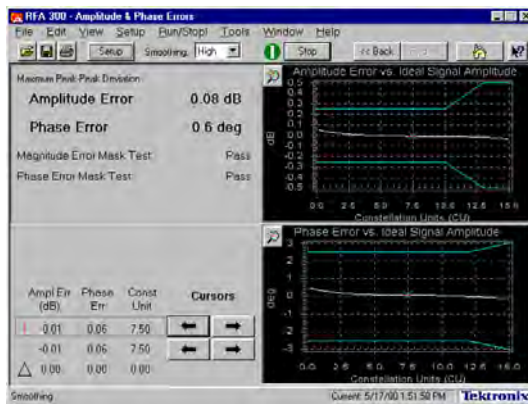 RFA 300 - Amplitude & Phase Errors
File Edit View Setup Run/Stop! Tools Window Help
Setup Smoothing: High Stop << Back
Maximum Peak-Peak Deviation
Amplitude Error 0.08 dB
Phase Error 0.6 deg
Magnitude Error Mask Test: Pass
Phase Error Mask Test: Pass
Amplitude Error vs. Ideal Signal Amplitude
0.5
0.4
0.3
0.2
0.1
0.0
-0.1
-0.2
-0.3
-0.4
-0.5
dB
0.0 2.5 5.0 7.5 10.0 12.5 15.0
Constellation Units (CU)
Phase Error vs. Ideal Signal Amplitude
3
2
1
0
-1
-2
-3
deg
0.0 2.5 5.0 7.5 10.0 12.5 15.0
Constellation Units (CU)
Ampl Err (dB) Phase Err Const Unit Cursors
-0.01 0.06 7.50
-0.01 0.06 7.50
0.00 0.00 0.00
Smoothing Current: 5/17/00 1:51:58 PM Tektronix